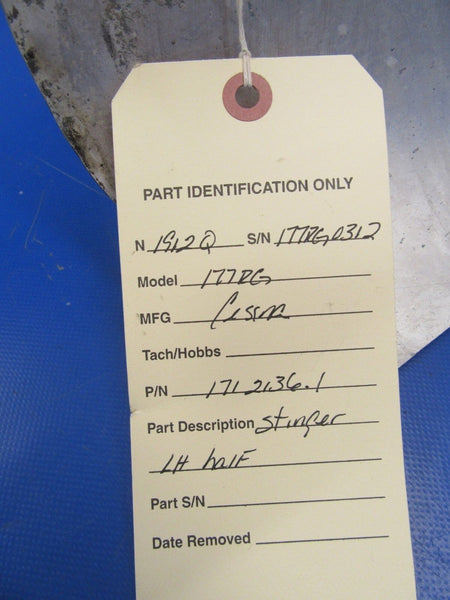 PART IDENTIFICATION ONLY
N 1912Q S/N 177RG0312
Model 177RG
MFG Cessna
Tach/Hobbs
P/N 1712136.1
Part Description Stinger
LH half
Part S/N
Date Removed